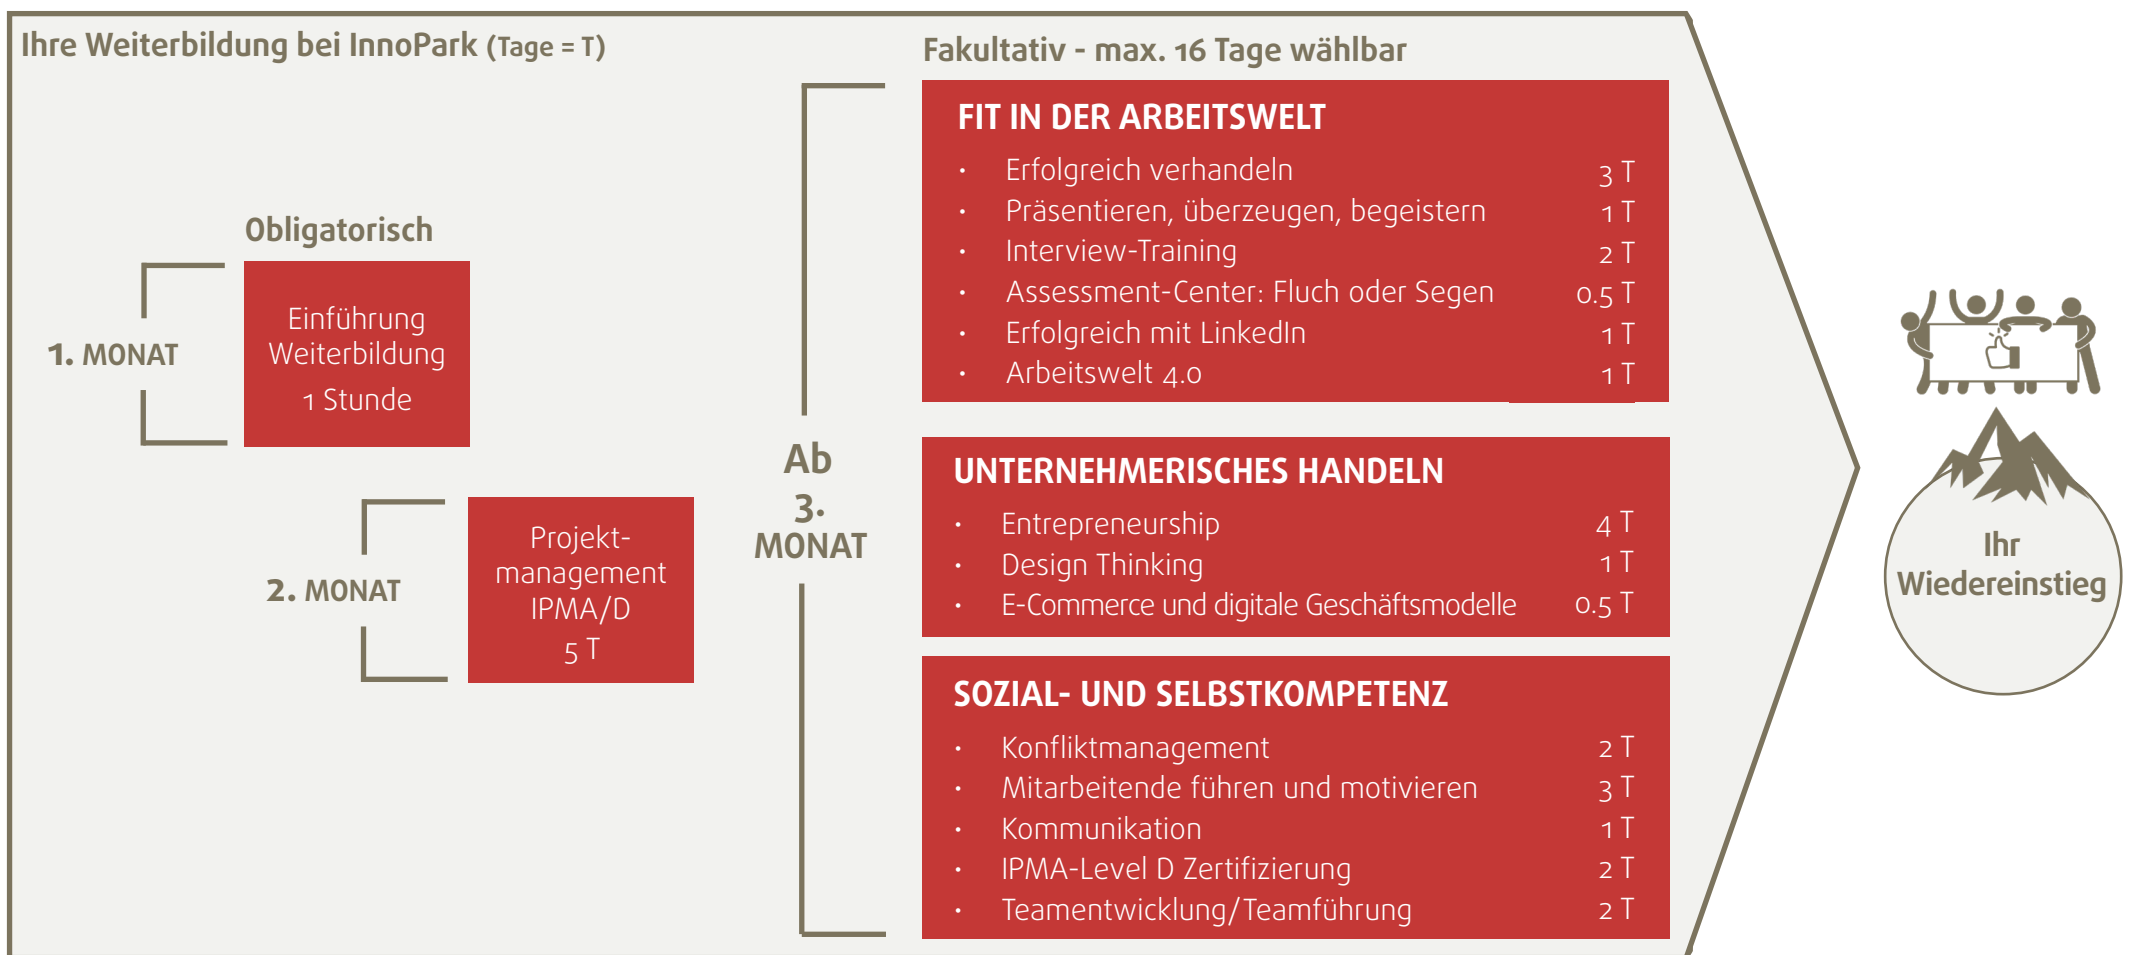 Ihre Weiterbildung bei InnoPark (Tage = T)
Obligatorisch
1. MONAT
Einführung
Weiterbildung
1 Stunde
2. MONAT
Projekt-
management
IPMA/D
5 T
Ab
3.
MONAT
Fakultativ - max. 16 Tage wählbar
FIT IN DER ARBEITSWELT
• Erfolgreich verhandeln 3 T
• Präsentieren, überzeugen, begeistern 1 T
• Interview-Training 2 T
• Assessment-Center: Fluch oder Segen 0.5 T
• Erfolgreich mit LinkedIn 1 T
• Arbeitswelt 4.0 1 T
UNTERNEHMERISCHES HANDELN
• Entrepreneurship 4 T
• Design Thinking 1 T
• E-Commerce und digitale Geschäftsmodelle 0.5 T
SOZIAL- UND SELBSTKOMPETENZ
• Konfliktmanagement 2 T
• Mitarbeitende führen und motivieren 3 T
• Kommunikation 1 T
• IPMA-Level D Zertifizierung 2 T
• Teamentwicklung/Teamführung 2 T
Ihr
Wiedereinstieg